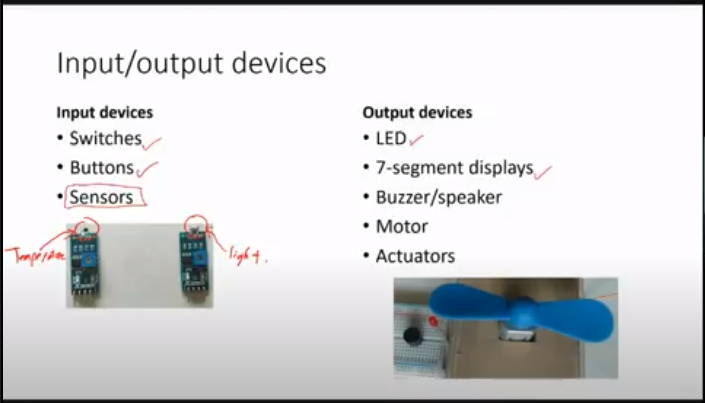 Input/output devices
Input devices
• Switches
• Buttons
• Sensors
light.
Output devices
• LED
• 7-segment displays
• Buzzer/speaker
• Motor
• Actuators